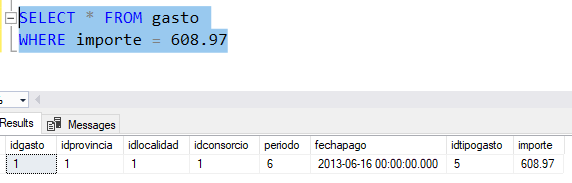 SELECT * FROM gasto
WHERE importe = 608.97
Results Messages
idgasto idprovincia idlocalidad idconsorcio periodo fechapago idtipogasto importe
1 1 1 1 6 2013-06-16 00:00:00.000 5 608.97